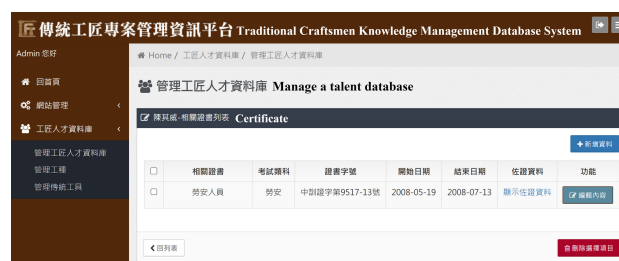 匠傳統工匠專案管理資訊平台 Traditional Craftsmen Knowledge Management Database System
Admin 您好
Home / 工匠人才資料庫 / 管理工匠人才資料庫
回首頁
網站管理
工匠人才資料庫
管理工匠人才資料庫
管理工種
管理傳統工具
管理工匠人才資料庫 Manage a talent database
陳其威-相關證書列表 Certificate
+新增資料
相關證書 考試類科 證書字號 開始日期 結束日期 佐證資料 功能
勞安人員 勞安 中訓證字第9517-13號 2008-05-19 2008-07-13 顯示佐證資料 編輯內容
回列表
刪除選擇項目